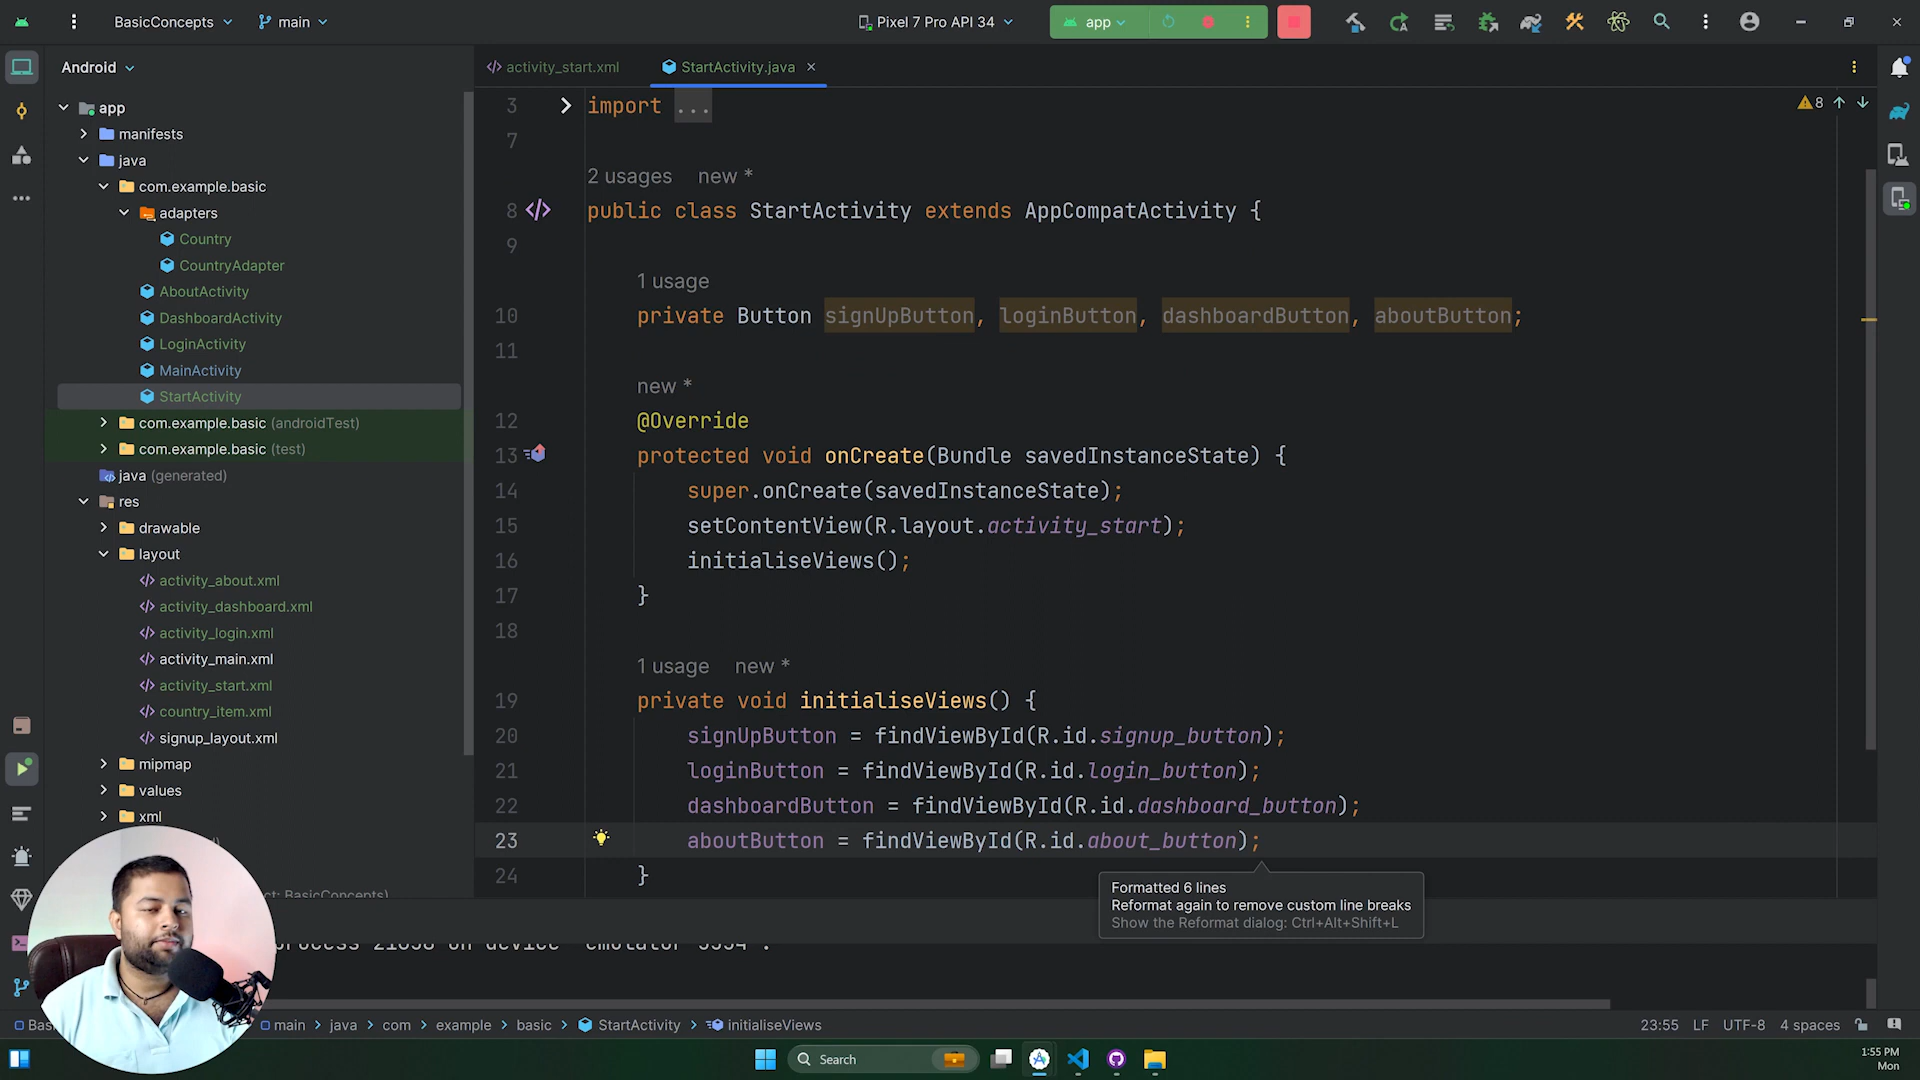 BasicConcepts
main
Pixel 7 Pro API 34
app
Android
activity_start.xml
StartActivity.java
app
manifests
java
com.example.basic
adapters
Country
CountryAdapter
AboutActivity
DashboardActivity
LoginActivity
MainActivity
StartActivity
com.example.basic (androidTest)
com.example.basic (test)
java (generated)
res
drawable
layout
activity_about.xml
activity_dashboard.xml
activity_login.xml
activity_main.xml
activity_start.xml
country_item.xml
signup_layout.xml
mipmap
values
xml
8
3 import ...
7
2 usages new *
8 public class StartActivity extends AppCompatActivity {
9
1 usage
10 private Button signUpButton, loginButton, dashboardButton, aboutButton;
11
new *
12 @Override
13 protected void onCreate(Bundle savedInstanceState) {
14 super.onCreate(savedInstanceState);
15 setContentView(R.layout.activity_start);
16 initialiseViews();
17 }
18
1 usage new *
19 private void initialiseViews() {
20 signUpButton = findViewById(R.id.signup_button);
21 loginButton = findViewById(R.id.login_button);
22 dashboardButton = findViewById(R.id.dashboard_button);
23 aboutButton = findViewById(R.id.about_button);
24 }
Formatted 6 lines
Reformat again to remove custom line breaks
Show the Reformat dialog: Ctrl+Alt+Shift+L
main java com example basic StartActivity initialiseViews
23:55 LF UTF-8 4 spaces
Search
1:55 PM
Mon